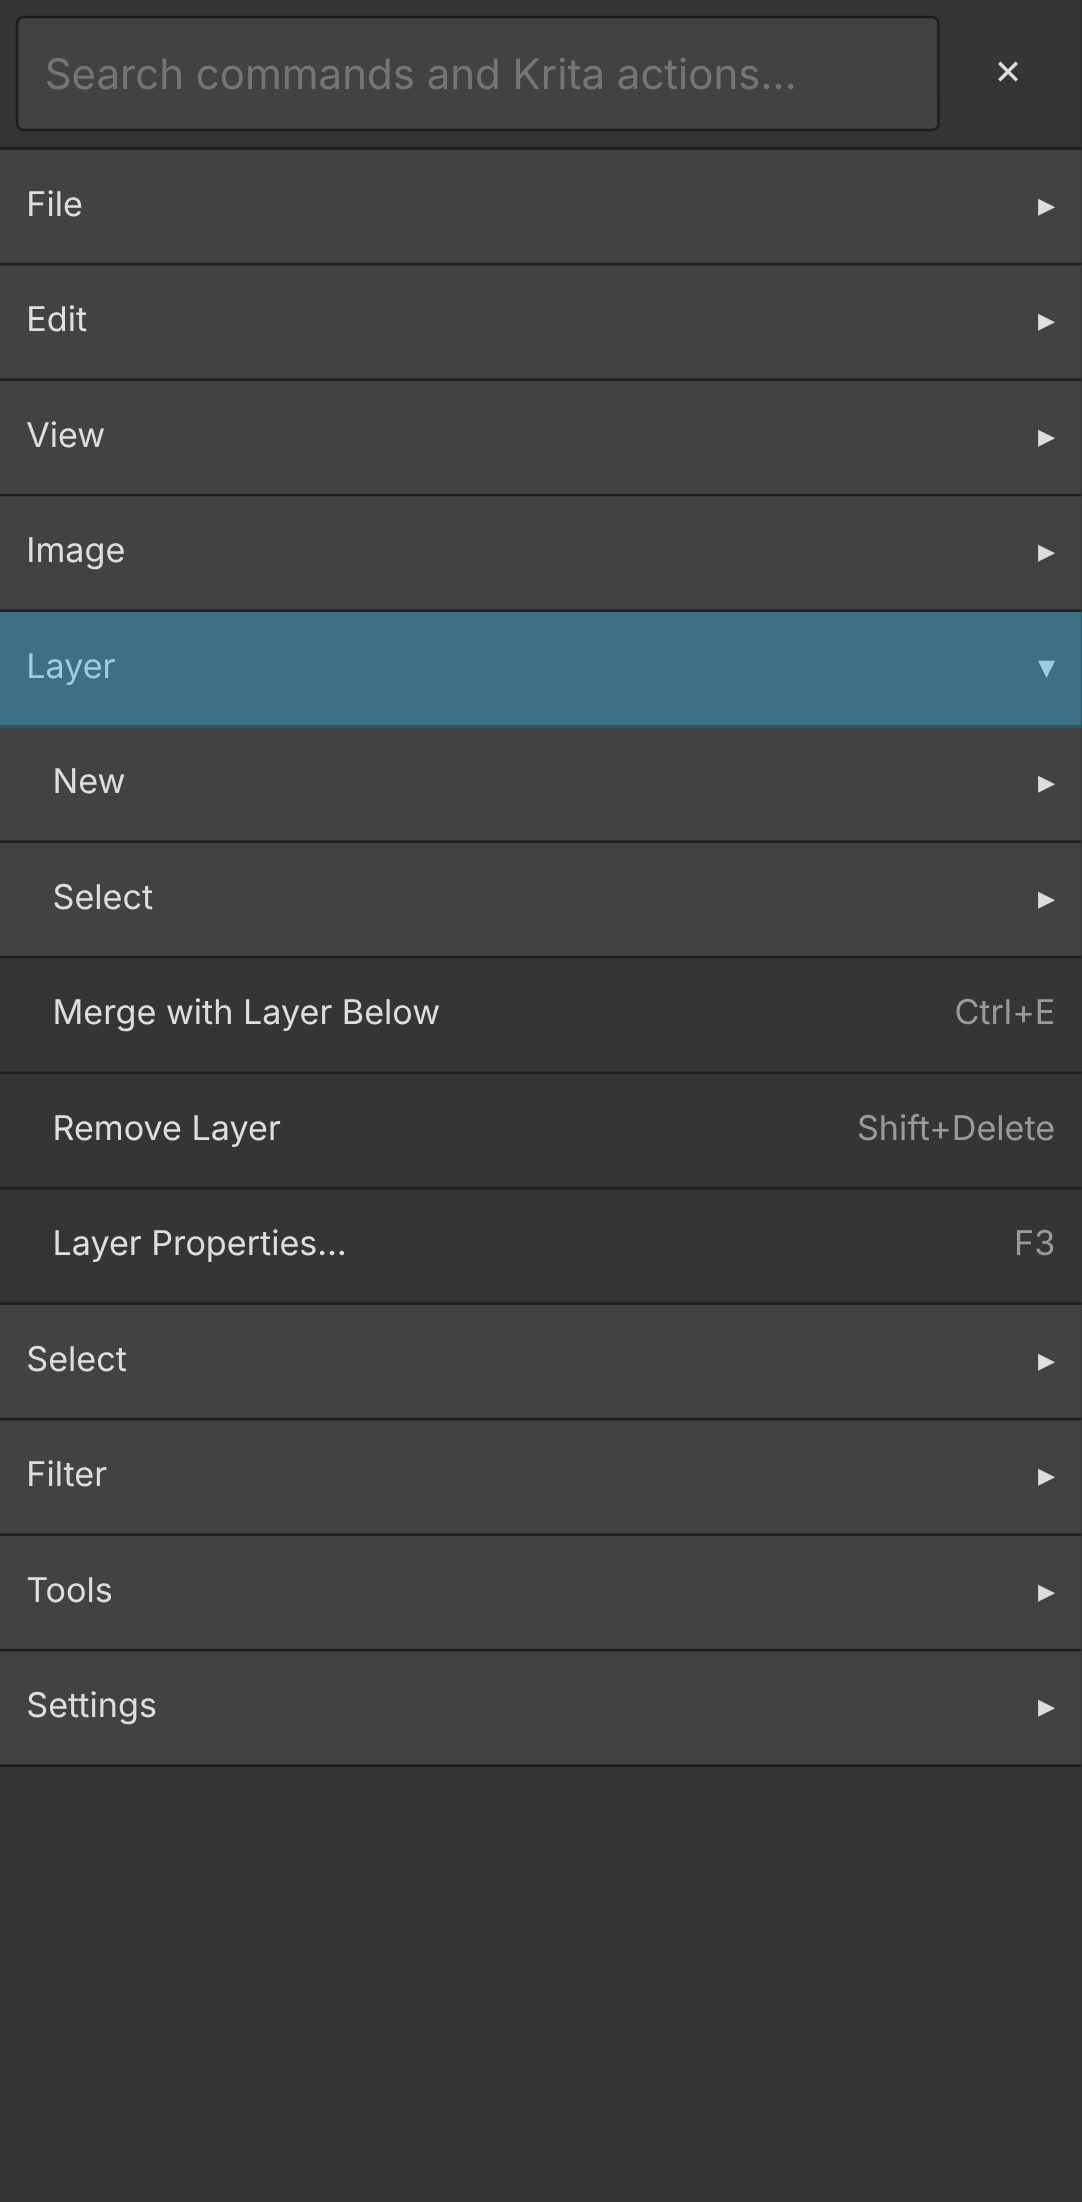 Search commands and Krita actions...
×
File ▶
Edit ▶
View ▶
Image ▶
Layer ▼
New ▶
Select ▶
Merge with Layer Below Ctrl+E
Remove Layer Shift+Delete
Layer Properties... F3
Select ▶
Filter ▶
Tools ▶
Settings ▶